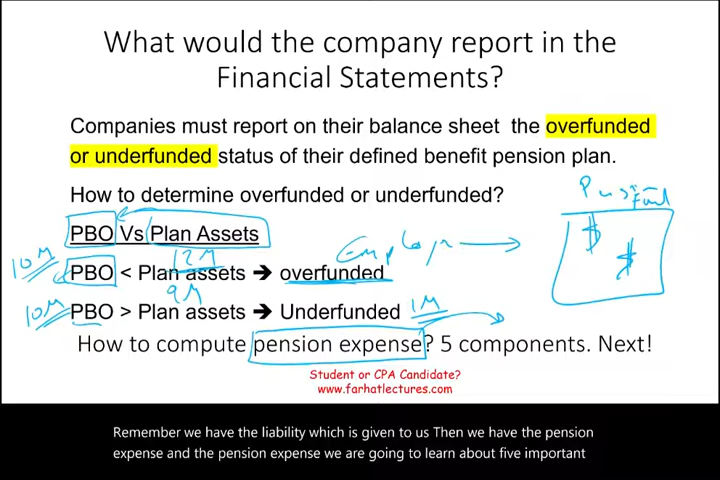 What would the company report in the
Financial Statements?
Companies must report on their balance sheet the overfunded
or underfunded status of their defined benefit pension plan.
How to determine overfunded or underfunded?
PBO Vs Plan Assets
10M PBO < Plan assets ➔ overfunded
12M
10M PBO > Plan assets ➔ Underfunded 1M
9M
$
$
How to compute pension expense? 5 components. Next!
Student or CPA Candidate?
www.farhatlectures.com
Remember we have the liability which is given to us Then we have the pension
expense and the pension expense we are going to learn about five important